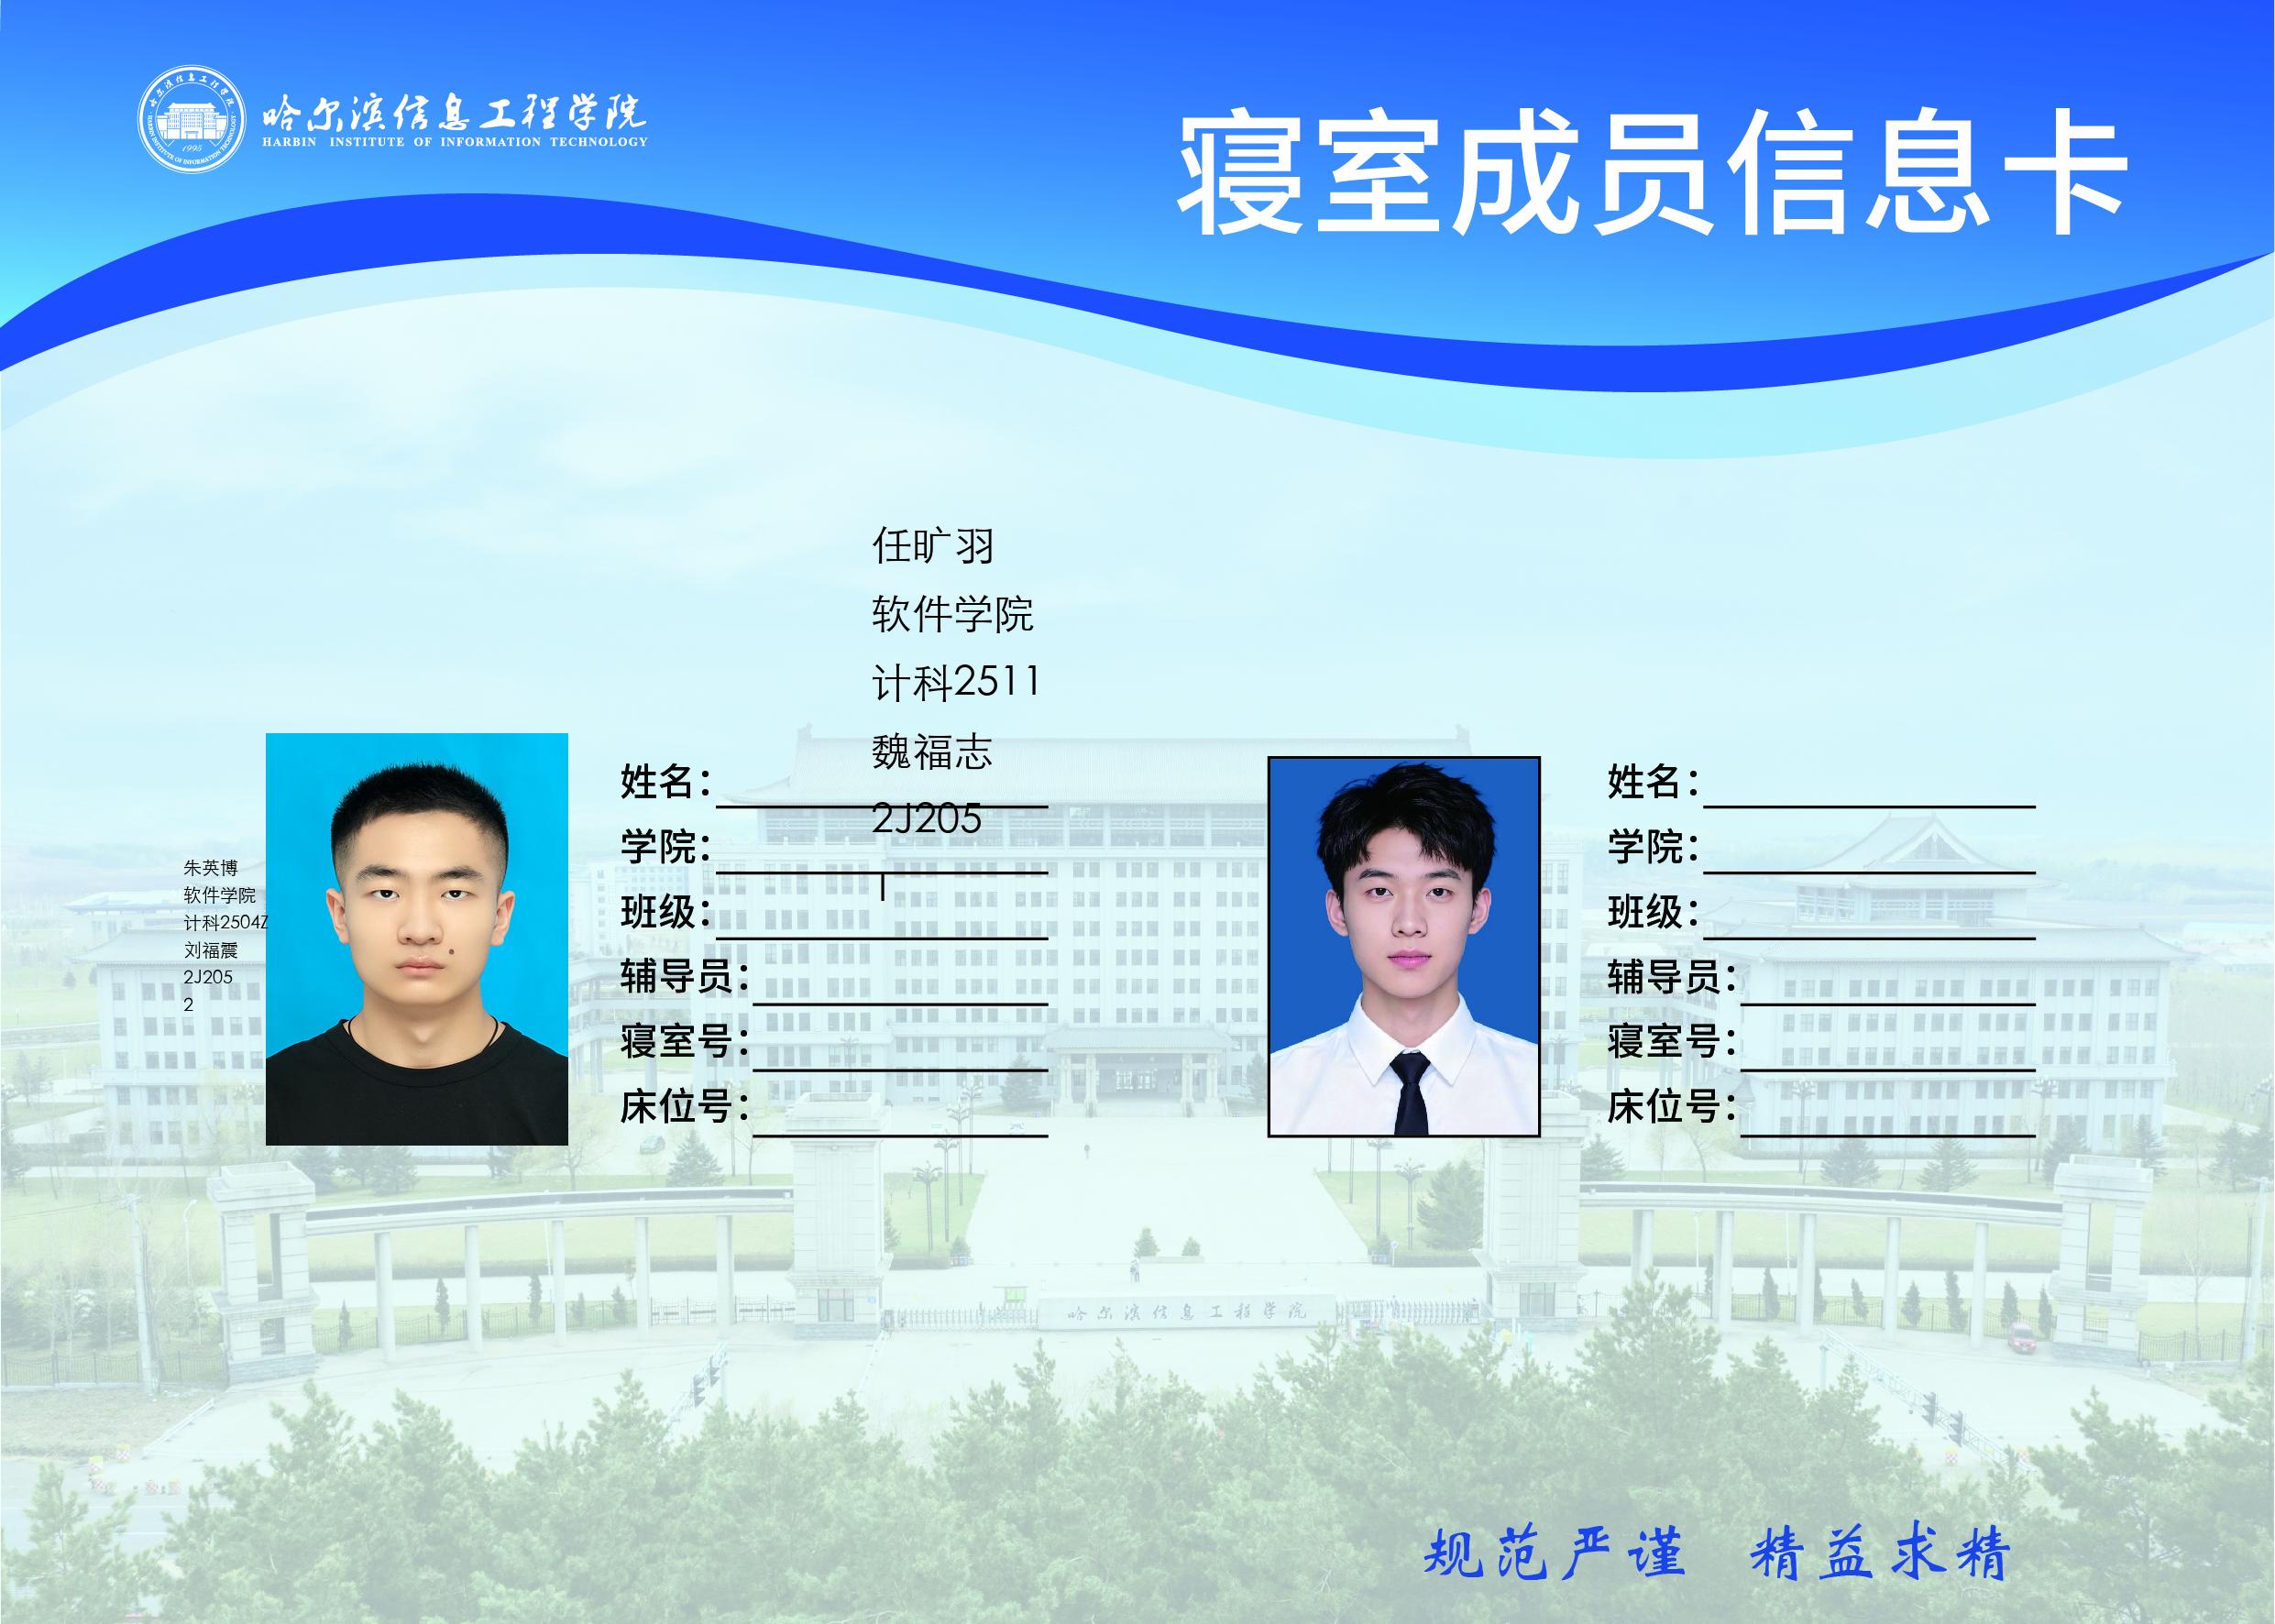 哈尔滨信息工程学院
HARBIN INSTITUTE OF INFORMATION TECHNOLOGY
1995
寝室成员信息卡
任旷羽
软件学院
计科2511
魏福志
2J205
1
朱英博
软件学院
计科2504Z
刘福震
2J205
2
姓名：
学院：
班级：
辅导员：
寝室号：
床位号：
姓名：
学院：
班级：
辅导员：
寝室号：
床位号：
哈尔滨信息工程学院
规范严谨 精益求精